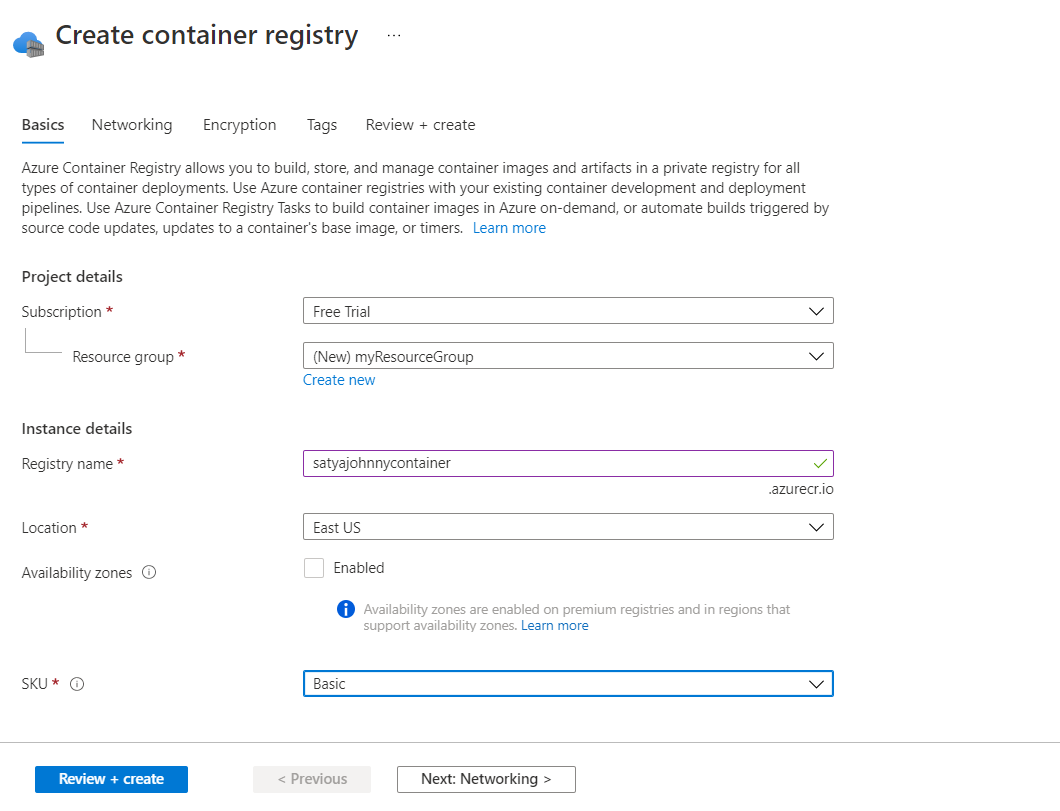 Create container registry ...
Basics Networking Encryption Tags Review + create
Azure Container Registry allows you to build, store, and manage container images and artifacts in a private registry for all
types of container deployments. Use Azure container registries with your existing container development and deployment
pipelines. Use Azure Container Registry Tasks to build container images in Azure on-demand, or automate builds triggered by
source code updates, updates to a container's base image, or timers. Learn more
Project details
Subscription * Free Trial
Resource group * (New) myResourceGroup
Create new
Instance details
Registry name * satyajohnnycontainer
.azurecr.io
Location * East US
Availability zones Enabled
Availability zones are enabled on premium registries and in regions that
support availability zones. Learn more
SKU * Basic
Review + create < Previous Next: Networking >